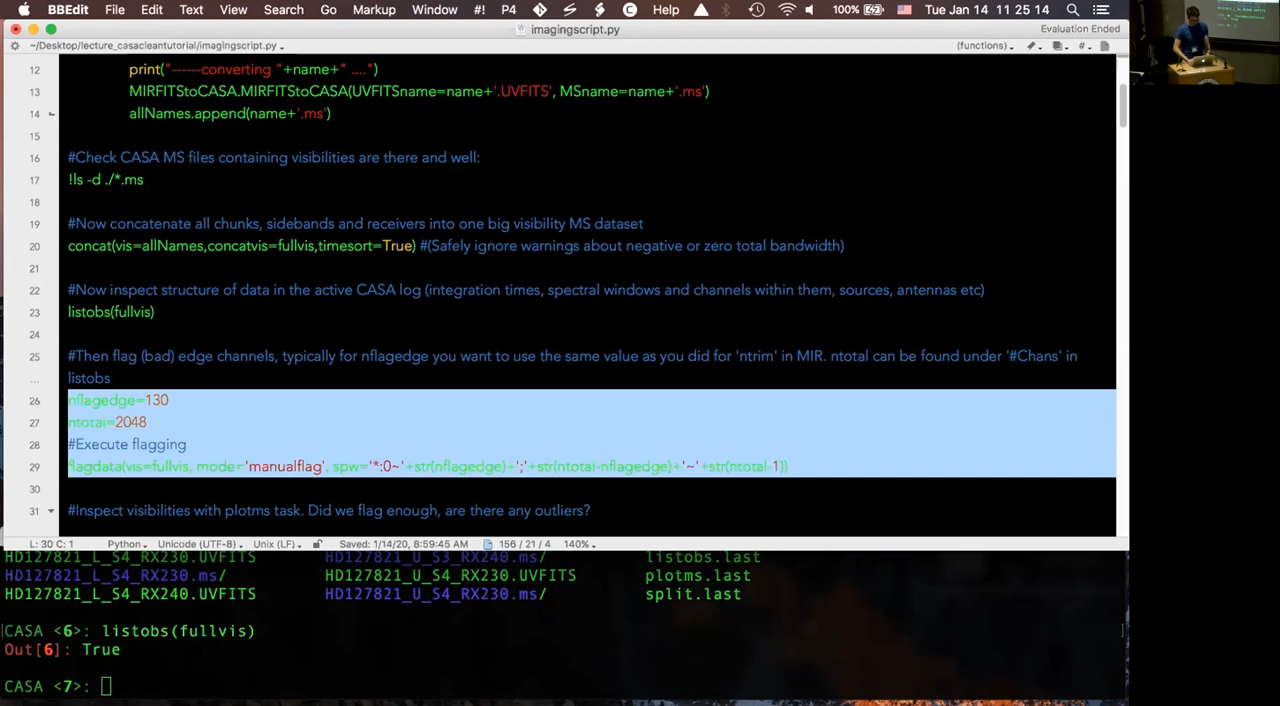 BBEdit File Edit Text View Search Go Markup Window #! P4 Help 100% Tue Jan 14 11 25 14
imagingscript.py
Evaluation Ended
~/Desktop/lecture_casacleantutorial/imagingscript.py
(functions)
12 print("------converting "+name+" ....")
13 MIRFITStoCASA.MIRFITStoCASA(UVFITSname=name+'.UVFITS', MSname=name+'.ms')
14 allNames.append(name+'.ms')
15
16 #Check CASA MS files containing visibilities are there and well:
17 !ls -d ./*.ms
18
19 #Now concatenate all chunks, sidebands and receivers into one big visibility MS dataset
20 concat(vis=allNames,concatvis=fullvis,timesort=True) #(Safely ignore warnings about negative or zero total bandwidth)
21
22 #Now inspect structure of data in the active CASA log (integration times, spectral windows and channels within them, sources, antennas etc)
23 listobs(fullvis)
24
25 #Then flag (bad) edge channels, typically for nflagedge you want to use the same value as you did for 'ntrim' in MIR. ntotal can be found under '#Chans' in
... listobs
26 nflagedge=130
27 ntotal=2048
28 #Execute flagging
29 flagdata(vis=fullvis, mode='manualflag', spw='*:0~'+str(nflagedge)+';'+str(ntotal-nflagedge)+'~'+str(ntotal-1))
30
31 #Inspect visibilities with plotms task. Did we flag enough, are there any outliers?
L: 30 C: 1 Python Unicode (UTF-8) Unix (LF) Saved: 1/14/20, 8:59:45 AM 156 / 21 / 4 140%
HD127821_L_S4_RX230.UVFITS HD127821_U_S3_RX240.ms/ listobs.last
HD127821_L_S4_RX230.ms/ HD127821_U_S4_RX230.UVFITS plotms.last
HD127821_L_S4_RX240.UVFITS HD127821_U_S4_RX230.ms/ split.last
CASA <6>: listobs(fullvis)
Out[6]: True
CASA <7>: